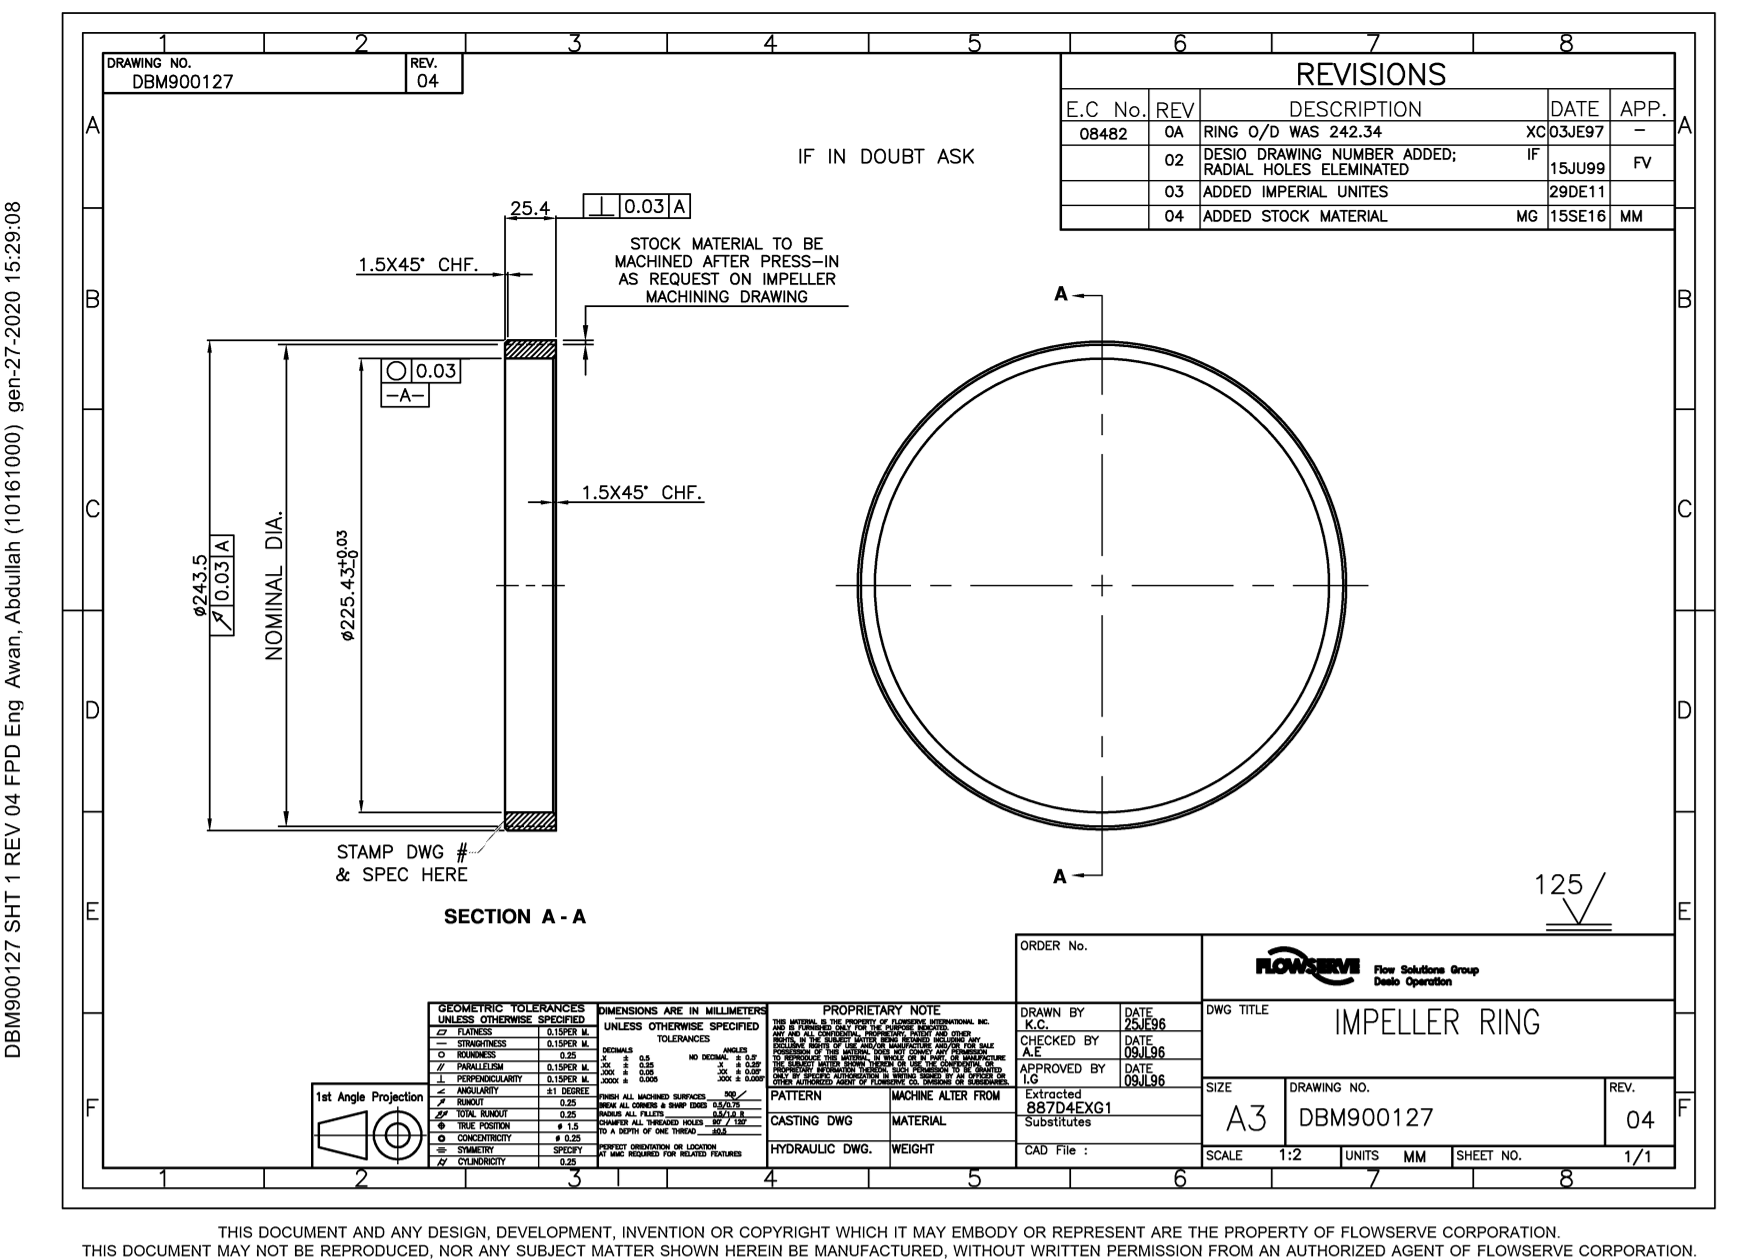 DBM900127 SHT 1 REV 04 FPD Eng Awan, Abdullah (10161000) gen-27-2020 15:29:08
1 2 3 4 5 6 7 8
DRAWING NO.
DBM900127
REV.
04
REVISIONS
E.C No. REV DESCRIPTION DATE APP.
08482 0A RING O/D WAS 242.34 XC 03JE97 –
02 DESIO DRAWING NUMBER ADDED; IF
RADIAL HOLES ELEMINATED 15JU99 FV
03 ADDED IMPERIAL UNITES 29DE11
04 ADDED STOCK MATERIAL MG 15SE16 MM
A A
B B
C C
D D
E E
F F
IF IN DOUBT ASK
25.4
⊥ 0.03 A
STOCK MATERIAL TO BE
MACHINED AFTER PRESS-IN
AS REQUEST ON IMPELLER
MACHINING DRAWING
1.5X45° CHF.
○ 0.03
-A-
1.5X45° CHF.
ø243.5
↗ 0.03 A
NOMINAL DIA.
ø225.43+0.03 -0
STAMP DWG #
& SPEC HERE
SECTION A - A
A
A
125
1st Angle Projection
GEOMETRIC TOLERANCES
UNLESS OTHERWISE SPECIFIED
FLATNESS 0.15PER M.
STRAIGHTNESS 0.15PER M.
ROUNDNESS 0.25
PARALLELISM 0.15PER M.
PERPENDICULARITY 0.15PER M.
ANGULARITY ±1 DEGREE
RUNOUT 0.25
TOTAL RUNOUT 0.25
TRUE POSITION ø 1.5
CONCENTRICITY ø 0.25
SYMMETRY SPECIFY
CYLINDRICITY 0.25
DIMENSIONS ARE IN MILLIMETERS
UNLESS OTHERWISE SPECIFIED
TOLERANCES
DECIMALS ANGLES
.X ± 0.5 NO DECIMAL ± 0.5°
.XX ± 0.25 .X ± 0.25°
.XXX ± 0.05 .XX ± 0.05°
.XXXX ± 0.005 .XXX ± 0.005°
FINISH ALL MACHINED SURFACES 500
BREAK ALL CORNERS & SHARP EDGES 0.5/0.75
RADIUS ALL FILLETS 0.5/1.0 R
CHAMFER ALL THREADED HOLES 90° / 120°
TO A DEPTH OF ONE THREAD ±0.5
PERFECT ORIENTATION OR LOCATION
AT MMC REQUIRED FOR RELATED FEATURES
PROPRIETARY NOTE
THIS MATERIAL IS THE PROPERTY OF FLOWSERVE INTERNATIONAL INC.
AND IS FURNISHED ONLY FOR THE PURPOSE INDICATED.
ANY AND ALL CONFIDENTIAL, PROPRIETARY, PATENT AND OTHER
RIGHTS, IN THE SUBJECT MATTER BEING RETAINED INCLUDING ANY
EXCLUSIVE RIGHTS OF USE AND/OR MANUFACTURE AND/OR FOR SALE
POSSESSION OF THIS MATERIAL DOES NOT CONVEY ANY PERMISSION
TO REPRODUCE THIS MATERIAL, IN WHOLE OR IN PART, OR MANUFACTURE
THE SUBJECT MATTER SHOWN THEREIN OR USE THE CONFIDENTIAL OR
PROPRIETARY INFORMATION THEREIN. SUCH PERMISSION TO BE GRANTED
ONLY BY SPECIFIC AUTHORIZATION IN WRITING SIGNED BY AN OFFICER OR
OTHER AUTHORIZED AGENT OF FLOWSERVE CO. DIVISIONS OR SUBSIDIARIES.
PATTERN MACHINE ALTER FROM
CASTING DWG MATERIAL
HYDRAULIC DWG. WEIGHT
ORDER No.
DRAWN BY DATE
K.C. 25JE96
CHECKED BY DATE
A.E 09JL96
APPROVED BY DATE
I.G 09JL96
Extracted
887D4EXG1
Substitutes
CAD File :
FLOWSERVE
Flow Solutions Group
Desio Operation
DWG TITLE
IMPELLER RING
SIZE
A3
DRAWING NO.
DBM900127
REV.
04
SCALE 1:2 UNITS MM SHEET NO. 1/1
2 3 4 5 6 7 8
THIS DOCUMENT AND ANY DESIGN, DEVELOPMENT, INVENTION OR COPYRIGHT WHICH IT MAY EMBODY OR REPRESENT ARE THE PROPERTY OF FLOWSERVE CORPORATION.
THIS DOCUMENT MAY NOT BE REPRODUCED, NOR ANY SUBJECT MATTER SHOWN HEREIN BE MANUFACTURED, WITHOUT WRITTEN PERMISSION FROM AN AUTHORIZED AGENT OF FLOWSERVE CORPORATION.